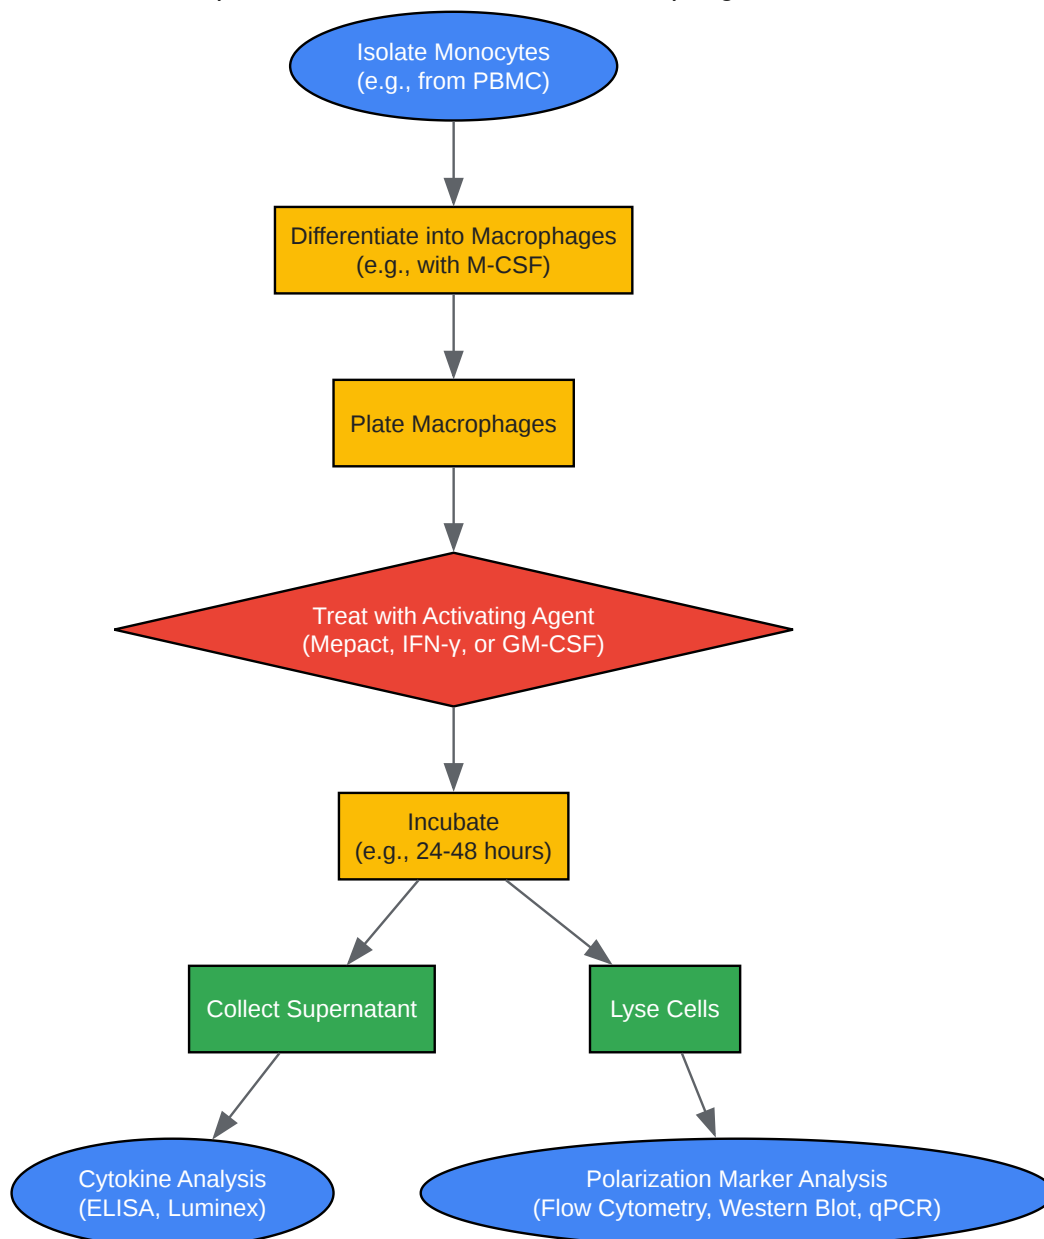 Isolate Monocytes
(e.g., from PBMC)
Differentiate into Macrophages
(e.g., with M-CSF)
Plate Macrophages
Treat with Activating Agent
(Mepact, IFN-γ, or GM-CSF)
Incubate
(e.g., 24-48 hours)
Collect Supernatant
Lyse Cells
Cytokine Analysis
(ELISA, Luminex)
Polarization Marker Analysis
(Flow Cytometry, Western Blot, qPCR)